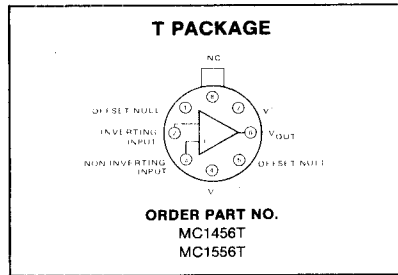 T PACKAGE
NC
8
OFFSET NULL 1 7 V
INVERTING INPUT 2 6 VOUT
NON INVERTING INPUT 3 5 OFFSET NULL
4
V
ORDER PART NO.
MC1456T
MC1556T